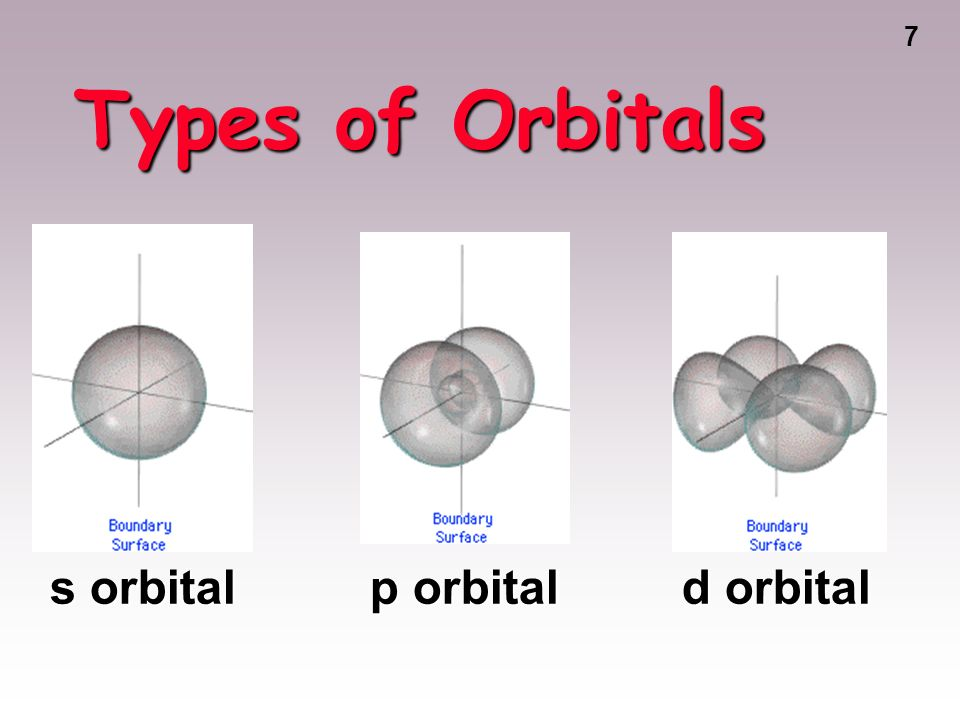 7
Types of Orbitals
Boundary
Surface
Boundary
Surface
Boundary
Surface
s orbital
p orbital
d orbital